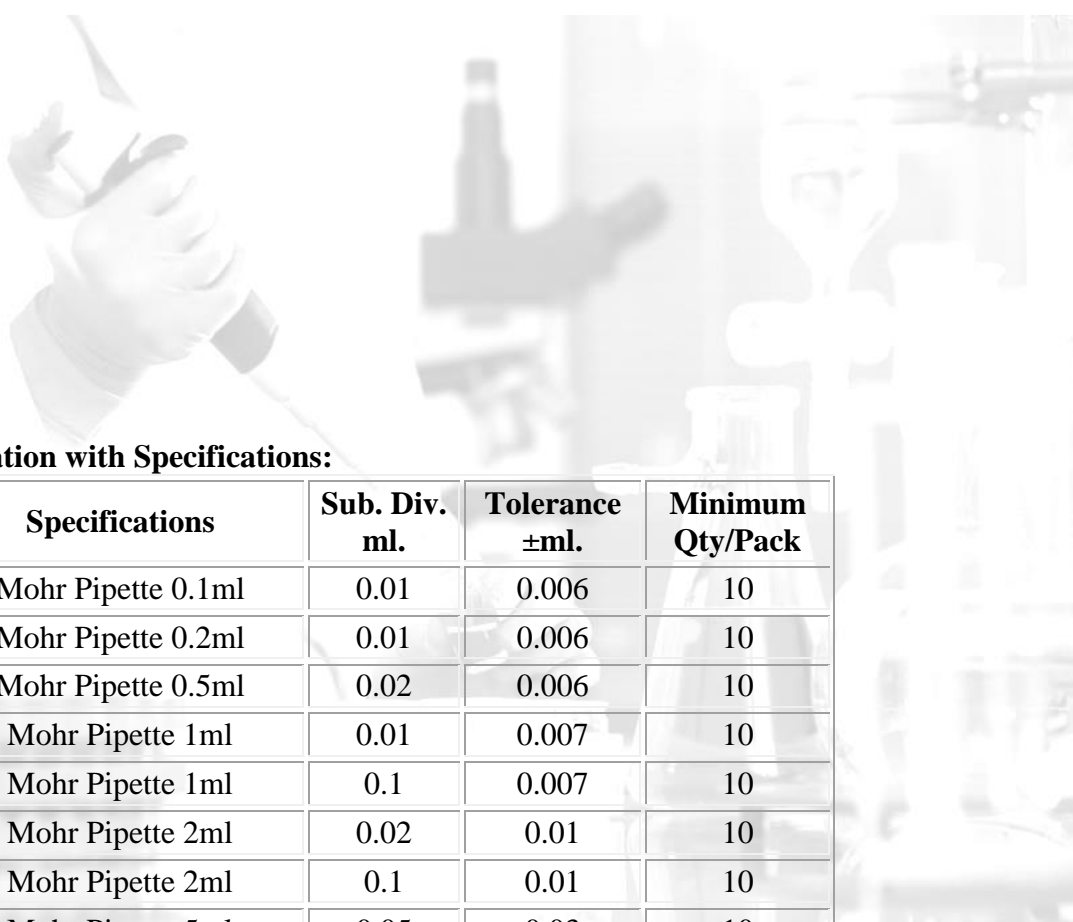 with Specifications:
Specifications Sub. Div. ml. Tolerance ±ml. Minimum Qty/Pack
Mohr Pipette 0.1ml 0.01 0.006 10
Mohr Pipette 0.2ml 0.01 0.006 10
Mohr Pipette 0.5ml 0.02 0.006 10
Mohr Pipette 1ml 0.01 0.007 10
Mohr Pipette 1ml 0.1 0.007 10
Mohr Pipette 2ml 0.02 0.01 10
Mohr Pipette 2ml 0.1 0.01 10